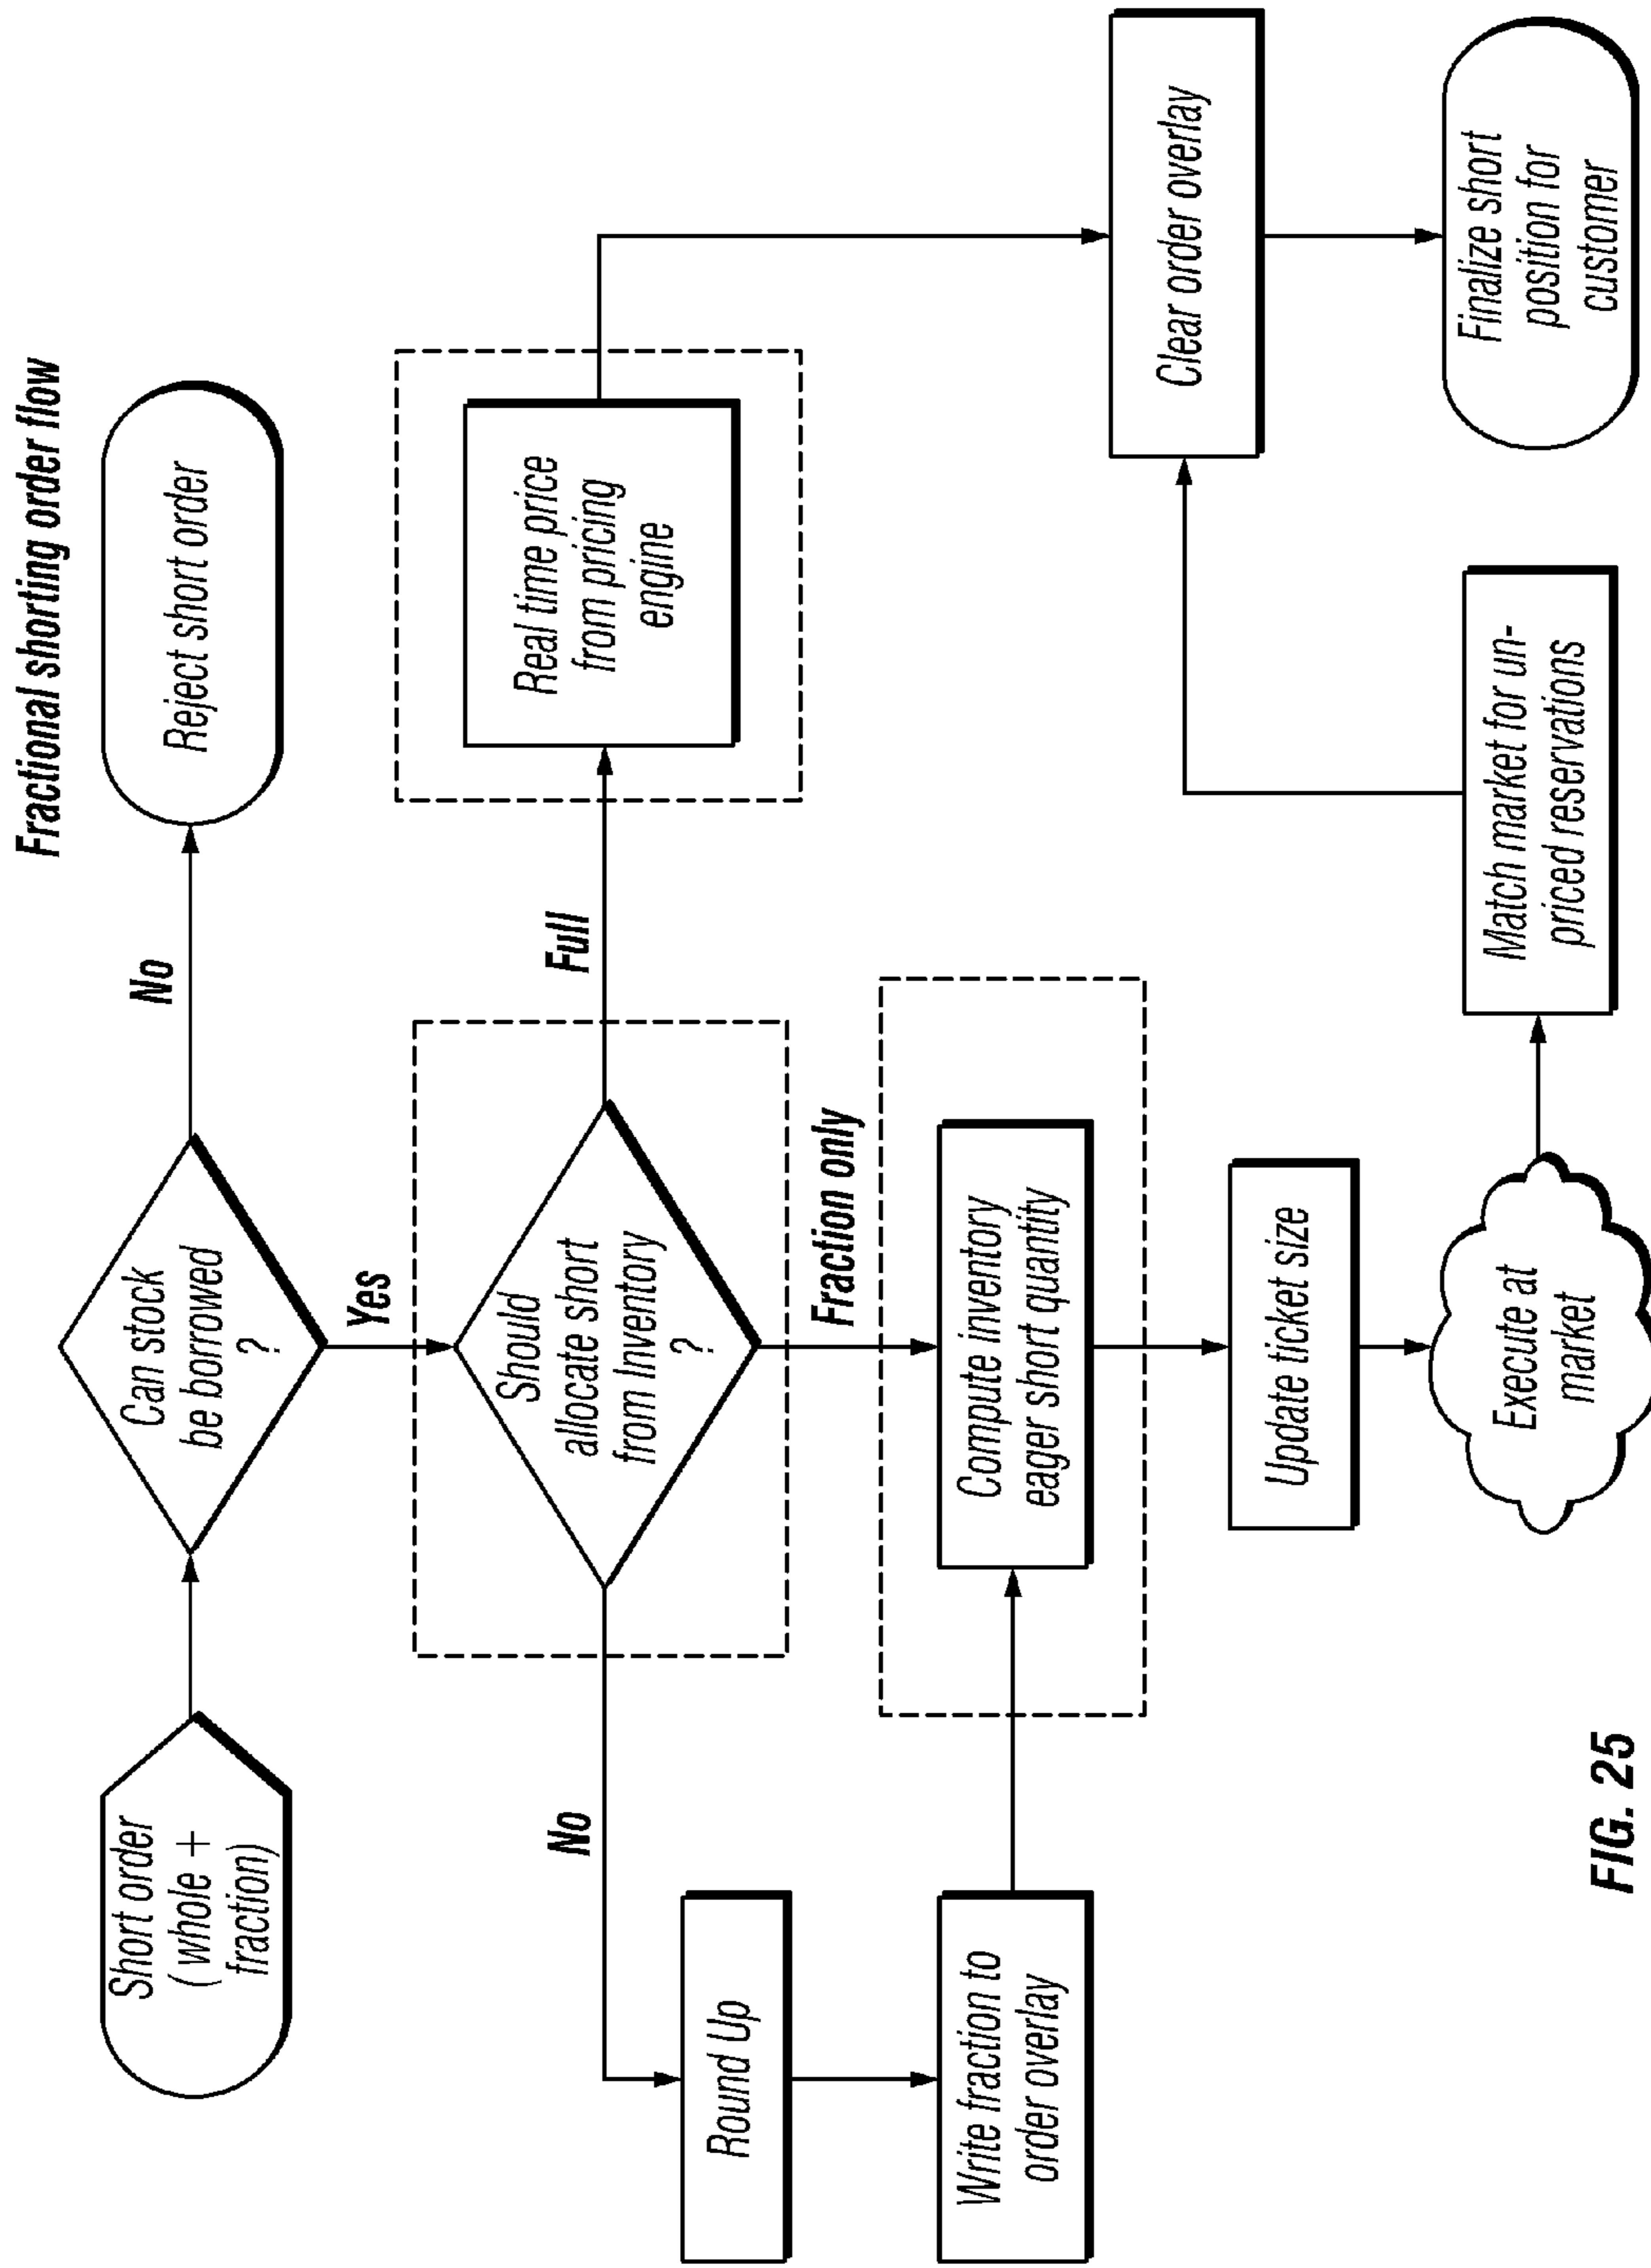 Fractional shorting order flow
Short order
(whole +
fraction)
Can stock
be borrowed
?
No
Reject short order
Yes
Should
allocate short
from Inventory
?
No
Full
Real time price
from pricing
engine
Round Up
Fraction only
Write fraction to
order overlay
Compute inventory
eager short quantity
Update ticket size
Clear order overlay
Execute at
market
Match market for un-
priced reservations
Finalize short
position for
customer
FIG. 25